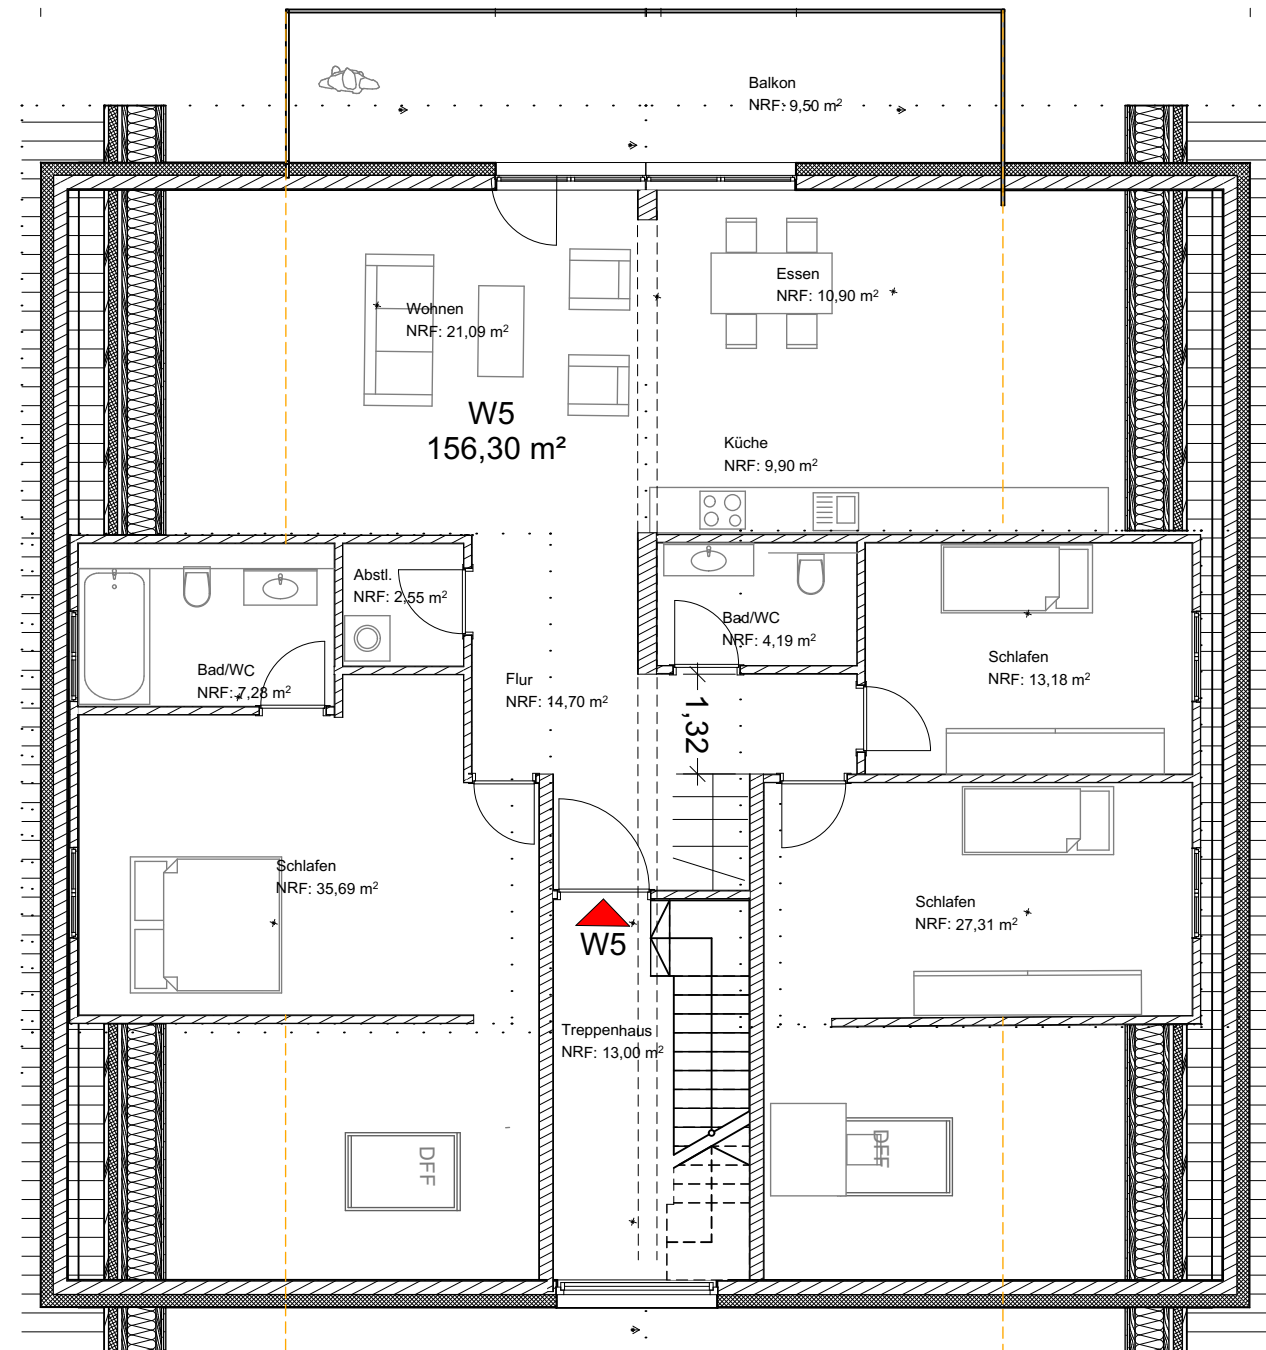 Balkon
NRF: 9,50 m²
Essen
NRF: 10,90 m²
Wohnen
NRF: 21,09 m²
W5
156,30 m²
Küche
NRF: 9,90 m²
Abstl.
NRF: 2,55 m²
Bad/WC
NRF: 4,19 m²
Bad/WC
NRF: 7,28 m²
Flur
NRF: 14,70 m²
Schlafen
NRF: 13,18 m²
1,32
Schlafen
NRF: 35,69 m²
Schlafen
NRF: 27,31 m²
W5
Treppenhaus
NRF: 13,00 m²
DFF
DFF